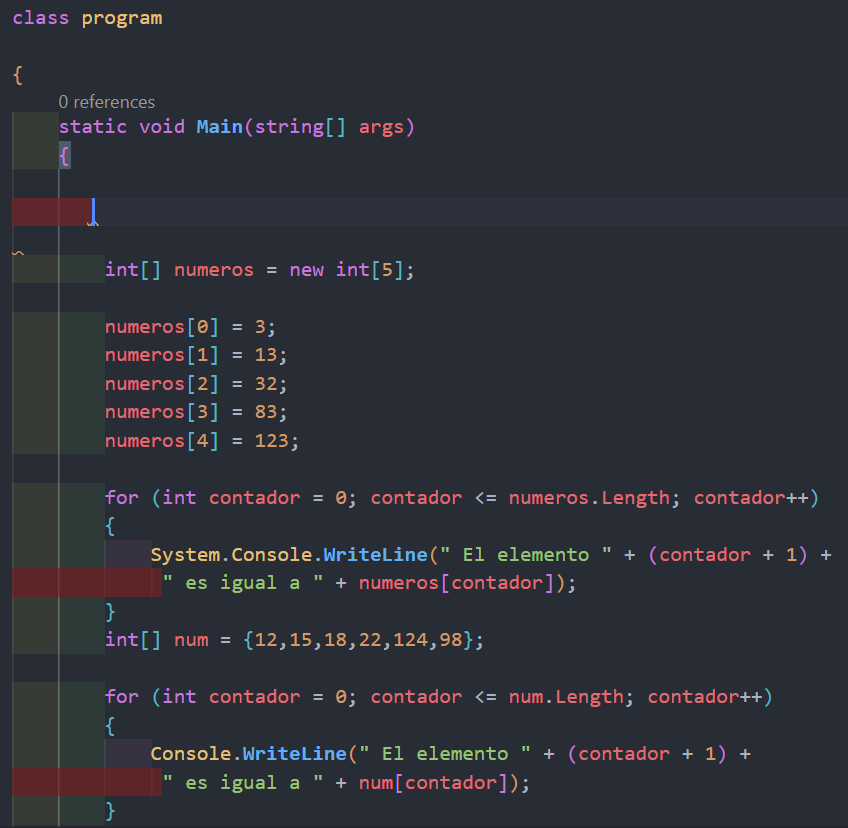 class program
{
0 references
static void Main(string[] args)
{
int[] numeros = new int[5];
numeros[0] = 3;
numeros[1] = 13;
numeros[2] = 32;
numeros[3] = 83;
numeros[4] = 123;
for (int contador = 0; contador <= numeros.Length; contador++)
{
System.Console.WriteLine(" El elemento " + (contador + 1) +
" es igual a " + numeros[contador]);
}
int[] num = {12,15,18,22,124,98};
for (int contador = 0; contador <= num.Length; contador++)
{
Console.WriteLine(" El elemento " + (contador + 1) +
" es igual a " + num[contador]);
}